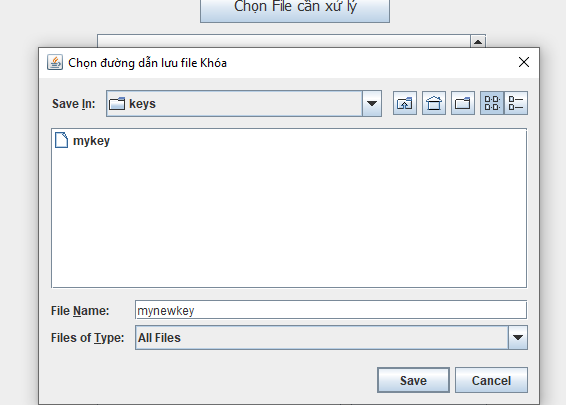 Chọn File cần xử lý
Chọn đường dẫn lưu file Khóa
Save In: keys
mykey
File Name: mynewkey
Files of Type: All Files
Save Cancel